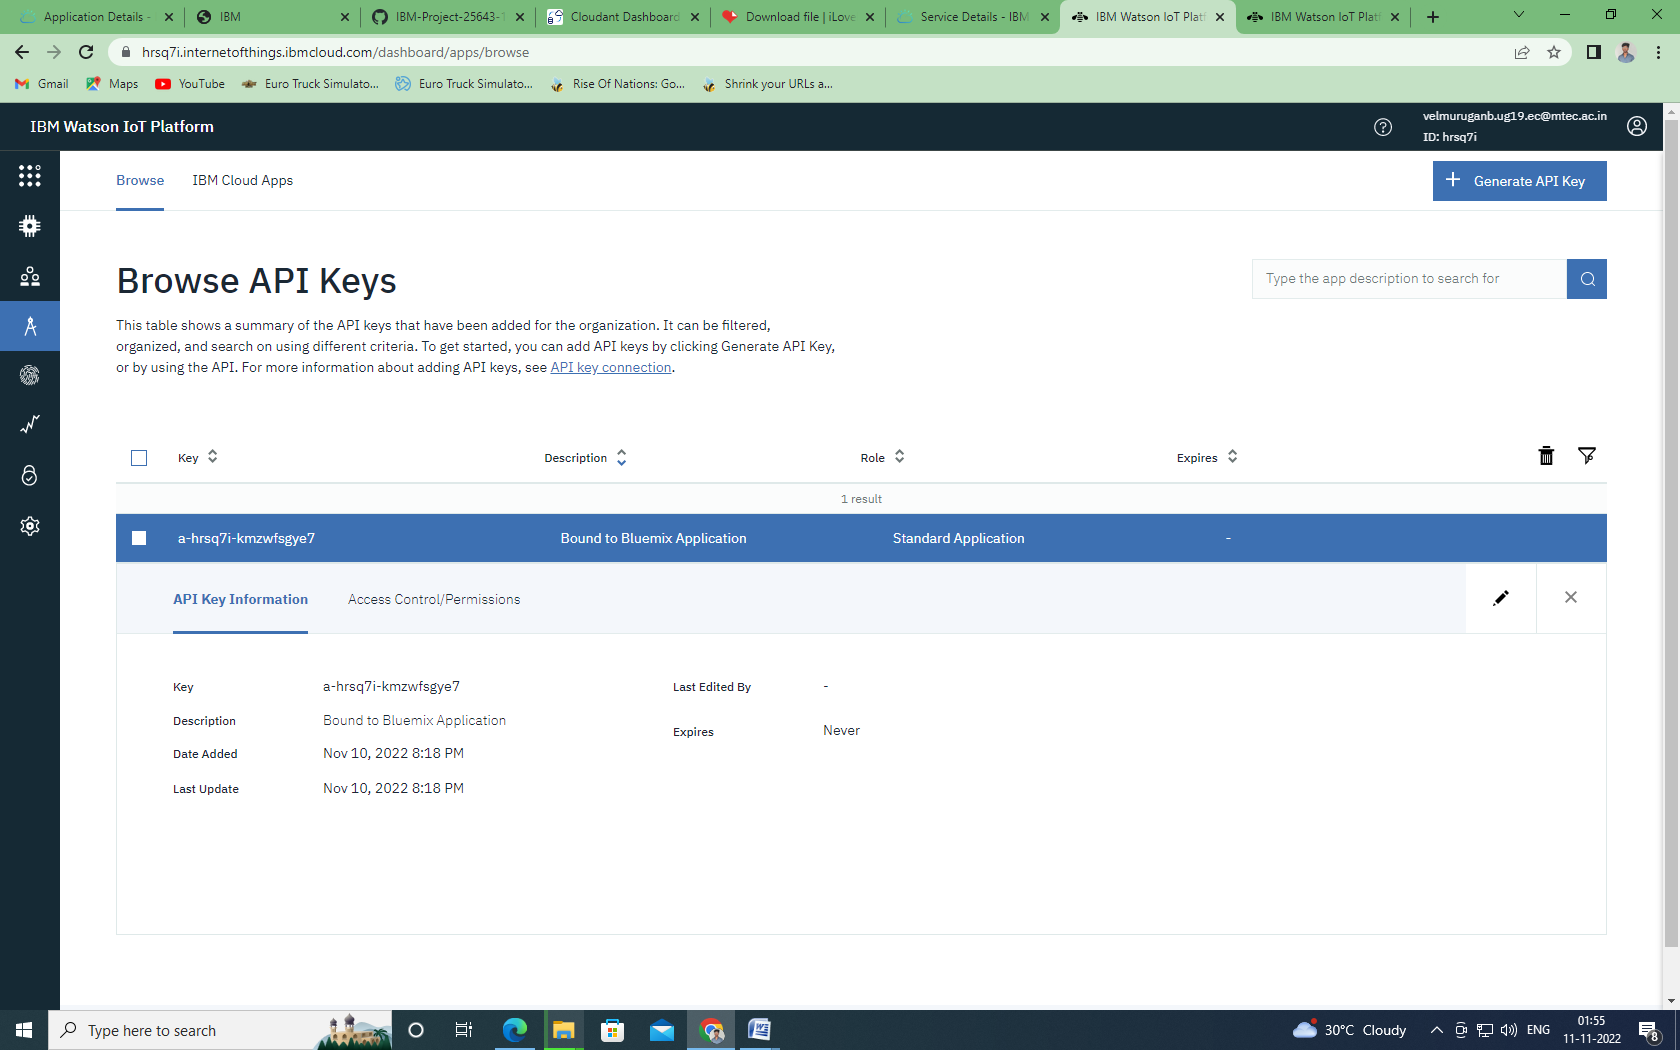 Application Details -
IBM
IBM-Project-25643-1
Cloudant Dashboard
Download file | iLove
Service Details - IBM
IBM Watson IoT Platf
IBM Watson IoT Platf
hrsq7i.internetofthings.ibmcloud.com/dashboard/apps/browse
Gmail
Maps
YouTube
Euro Truck Simulato...
Euro Truck Simulato...
Rise Of Nations: Go...
Shrink your URLs a...
IBM Watson IoT Platform
velmuruganb.ug19.ec@mtec.ac.in
ID: hrsq7i
Browse
IBM Cloud Apps
Generate API Key
Browse API Keys
Type the app description to search for
This table shows a summary of the API keys that have been added for the organization. It can be filtered,
organized, and search on using different criteria. To get started, you can add API keys by clicking Generate API Key,
or by using the API. For more information about adding API keys, see API key connection.
Key
Description
Role
Expires
1 result
a-hrsq7i-kmzwfsgye7
Bound to Bluemix Application
Standard Application
-
API Key Information
Access Control/Permissions
Key
a-hrsq7i-kmzwfsgye7
Last Edited By
-
Description
Bound to Bluemix Application
Expires
Never
Date Added
Nov 10, 2022 8:18 PM
Last Update
Nov 10, 2022 8:18 PM
Type here to search
30°C Cloudy
ENG
01:55
11-11-2022
8